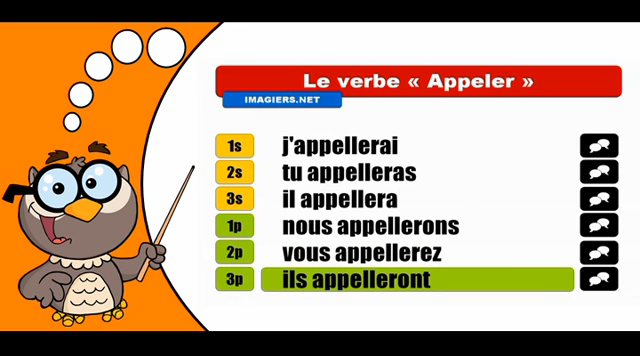 Le verbe « Appeler »
IMAGIERS.NET
1s j'appellerai
2s tu appelleras
3s il appellera
1p nous appellerons
2p vous appellerez
3p ils appelleront